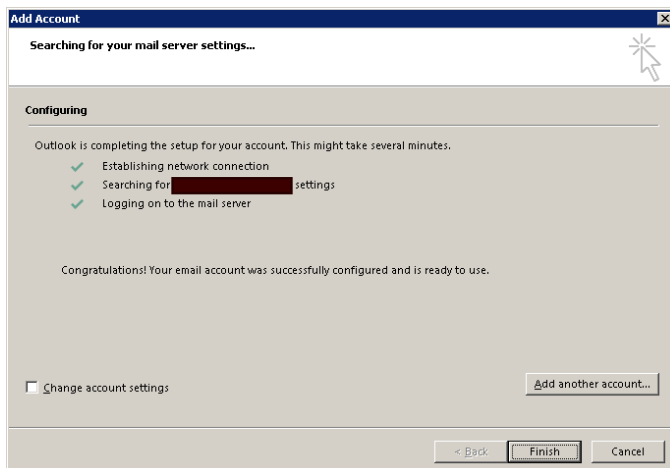 Add Account
Searching for your mail server settings...
Configuring
Outlook is completing the setup for your account. This might take several minutes.
Establishing network connection
Searching for settings
Logging on to the mail server
Congratulations! Your email account was successfully configured and is ready to use.
Change account settings
Add another account...
< Back
Finish
Cancel